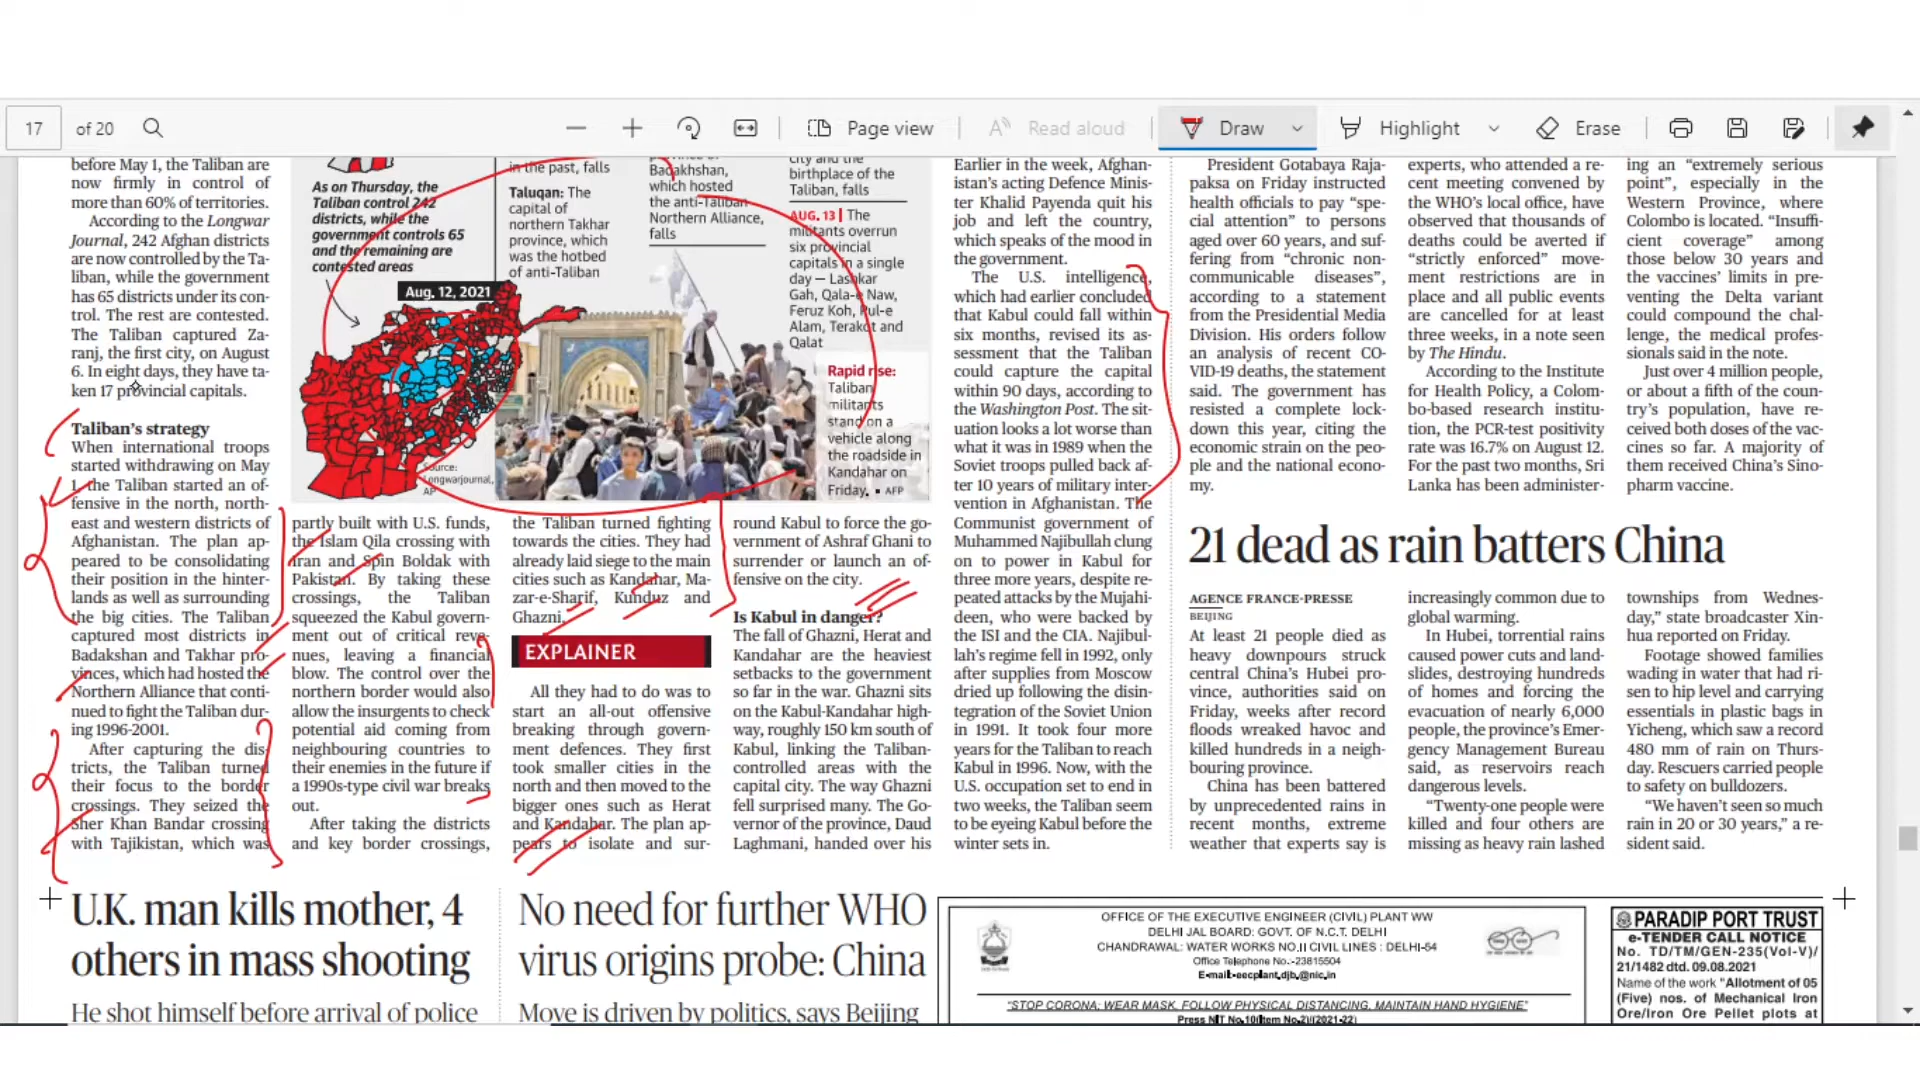 17 of 20 Page view Read aloud Draw Highlight Erase
before May 1, the Taliban are
now firmly in control of
more than 60% of territories.
According to the Longwar
Journal, 242 Afghan districts
are now controlled by the Ta-
liban, while the government
has 65 districts under its con-
trol. The rest are contested.
The Taliban captured Za-
ranj, the first city, on August
6. In eight days, they have ta-
ken 17 provincial capitals.
Taliban's strategy
When international troops
started withdrawing on May
1, the Taliban started an of-
fensive in the north, north-
east and western districts of
Afghanistan. The plan ap-
peared to be consolidating
their position in the hinter-
lands as well as surrounding
the big cities. The Taliban
captured most districts in
Badakshan and Takhar pro-
vinces, which had hosted the
Northern Alliance that conti-
nued to fight the Taliban dur-
ing 1996-2001.
After capturing the dis-
tricts, the Taliban turned
their focus to the border
crossings. They seized the
Sher Khan Bandar crossing
with Tajikistan, which was
As on Thursday, the
Taliban control 242
districts, while the
government controls 65
and the remaining are
contested areas
Aug. 12, 2021
Source:
Longwarjournal,
AP
in the past, falls
Taluqan: The
capital of
northern Takhar
province, which
was the hotbed
of anti-Taliban
province of
Badakhshan,
which hosted
the anti-Taliban
Northern Alliance,
falls
city and the
birthplace of the
Taliban, falls
AUG. 13 | The
militants overrun
six provincial
capitals in a single
day — Lashkar
Gah, Qala-e Naw,
Feruz Koh, Pul-e
Alam, Terakot and
Qalat
Rapid rise:
Taliban
militants
stand on a
vehicle along
the roadside in
Kandahar on
Friday. ▪ AFP
partly built with U.S. funds,
the Islam Qila crossing with
Iran and Spin Boldak with
Pakistan. By taking these
crossings, the Taliban
squeezed the Kabul govern-
ment out of critical reve-
nues, leaving a financial
blow. The control over the
northern border would also
allow the insurgents to check
potential aid coming from
neighbouring countries to
their enemies in the future if
a 1990s-type civil war breaks
out.
After taking the districts
and key border crossings,
the Taliban turned fighting
towards the cities. They had
already laid siege to the main
cities such as Kandahar, Ma-
zar-e-Sharif, Kunduz and
Ghazni.
EXPLAINER
All they had to do was to
start an all-out offensive
breaking through govern-
ment defences. They first
took smaller cities in the
north and then moved to the
bigger ones such as Herat
and Kandahar. The plan ap-
pears to isolate and sur-
round Kabul to force the go-
vernment of Ashraf Ghani to
surrender or launch an of-
fensive on the city.
Is Kabul in danger?
The fall of Ghazni, Herat and
Kandahar are the heaviest
setbacks to the government
so far in the war. Ghazni sits
on the Kabul-Kandahar high-
way, roughly 150 km south of
Kabul, linking the Taliban-
controlled areas with the
capital city. The way Ghazni
fell surprised many. The Go-
vernor of the province, Daud
Laghmani, handed over his
Earlier in the week, Afghan-
istan's acting Defence Minis-
ter Khalid Payenda quit his
job and left the country,
which speaks of the mood in
the government.
The U.S. intelligence,
which had earlier concluded
that Kabul could fall within
six months, revised its as-
sessment that the Taliban
could capture the capital
within 90 days, according to
the Washington Post. The sit-
uation looks a lot worse than
what it was in 1989 when the
Soviet troops pulled back af-
ter 10 years of military inter-
vention in Afghanistan. The
Communist government of
Muhammed Najibullah clung
on to power in Kabul for
three more years, despite re-
peated attacks by the Mujahi-
deen, who were backed by
the ISI and the CIA. Najibul-
lah's regime fell in 1992, only
after supplies from Moscow
dried up following the disin-
tegration of the Soviet Union
in 1991. It took four more
years for the Taliban to reach
Kabul in 1996. Now, with the
U.S. occupation set to end in
two weeks, the Taliban seem
to be eyeing Kabul before the
winter sets in.
President Gotabaya Raja-
paksa on Friday instructed
health officials to pay "spe-
cial attention" to persons
aged over 60 years, and suf-
fering from "chronic non-
communicable diseases",
according to a statement
from the Presidential Media
Division. His orders follow
an analysis of recent CO-
VID-19 deaths, the statement
said. The government has
resisted a complete lock-
down this year, citing the
economic strain on the peo-
ple and the national econo-
my.
experts, who attended a re-
cent meeting convened by
the WHO's local office, have
observed that thousands of
deaths could be averted if
"strictly enforced" move-
ment restrictions are in
place and all public events
are cancelled for at least
three weeks, in a note seen
by The Hindu.
According to the Institute
for Health Policy, a Colom-
bo-based research institu-
tion, the PCR-test positivity
rate was 16.7% on August 12.
For the past two months, Sri
Lanka has been administer-
ing an "extremely serious
point", especially in the
Western Province, where
Colombo is located. "Insuffi-
cient coverage" among
those below 30 years and
the vaccines' limits in pre-
venting the Delta variant
could compound the chal-
lenge, the medical profes-
sionals said in the note.
Just over 4 million people,
or about a fifth of the coun-
try's population, have re-
ceived both doses of the vac-
cines so far. A majority of
them received China's Sino-
pharm vaccine.
21 dead as rain batters China
AGENCE FRANCE-PRESSE
BEIJING
At least 21 people died as
heavy downpours struck
central China's Hubei pro-
vince, authorities said on
Friday, weeks after record
floods wreaked havoc and
killed hundreds in a neigh-
bouring province.
China has been battered
by unprecedented rains in
recent months, extreme
weather that experts say is
increasingly common due to
global warming.
In Hubei, torrential rains
caused power cuts and land-
slides, destroying hundreds
of homes and forcing the
evacuation of nearly 6,000
people, the province's Emer-
gency Management Bureau
said, as reservoirs reach
dangerous levels.
"Twenty-one people were
killed and four others are
missing as heavy rain lashed
townships from Wednes-
day," state broadcaster Xin-
hua reported on Friday.
Footage showed families
wading in water that had ri-
sen to hip level and carrying
essentials in plastic bags in
Yicheng, which saw a record
480 mm of rain on Thurs-
day. Rescuers carried people
to safety on bulldozers.
"We haven't seen so much
rain in 20 or 30 years," a re-
sident said.
U.K. man kills mother, 4
others in mass shooting
He shot himself before arrival of police
No need for further WHO
virus origins probe: China
Move is driven by politics, says Beijing
OFFICE OF THE EXECUTIVE ENGINEER (CIVIL) PLANT WW
DELHI JAL BOARD: GOVT. OF N.C.T. DELHI
CHANDRAWAL: WATER WORKS NO.II CIVIL LINES : DELHI-54
Office Telephone No.-23815504
E-mail:-eecplant.djb.@nic.in
"STOP CORONA; WEAR MASK, FOLLOW PHYSICAL DISTANCING, MAINTAIN HAND HYGIENE"
Press NIT No.10(Item No.2)/(2021-22)
PARADIP PORT TRUST
e-TENDER CALL NOTICE
No. TD/TM/GEN-235(Vol-V)/
21/1482 dtd. 09.08.2021
Name of the work "Allotment of 05
(Five) nos. of Mechanical Iron
Ore/Iron Ore Pellet plots at